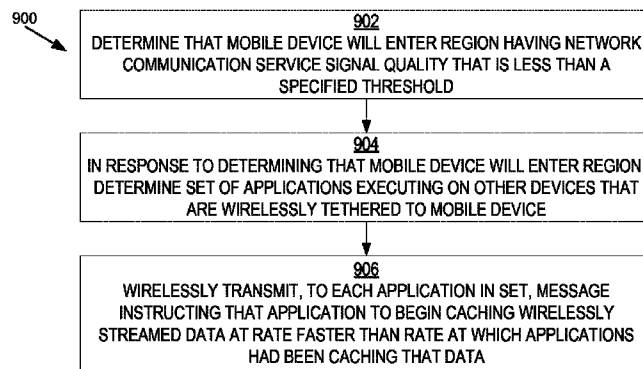 900
902
DETERMINE THAT MOBILE DEVICE WILL ENTER REGION HAVING NETWORK
COMMUNICATION SERVICE SIGNAL QUALITY THAT IS LESS THAN A
SPECIFIED THRESHOLD
904
IN RESPONSE TO DETERMINING THAT MOBILE DEVICE WILL ENTER REGION
DETERMINE SET OF APPLICATIONS EXECUTING ON OTHER DEVICES THAT
ARE WIRELESSLY TETHERED TO MOBILE DEVICE
906
WIRELESSLY TRANSMIT, TO EACH APPLICATION IN SET, MESSAGE
INSTRUCTING THAT APPLICATION TO BEGIN CACHING WIRELESSLY
STREAMED DATA AT RATE FASTER THAN RATE AT WHICH APPLICATIONS
HAD BEEN CACHING THAT DATA